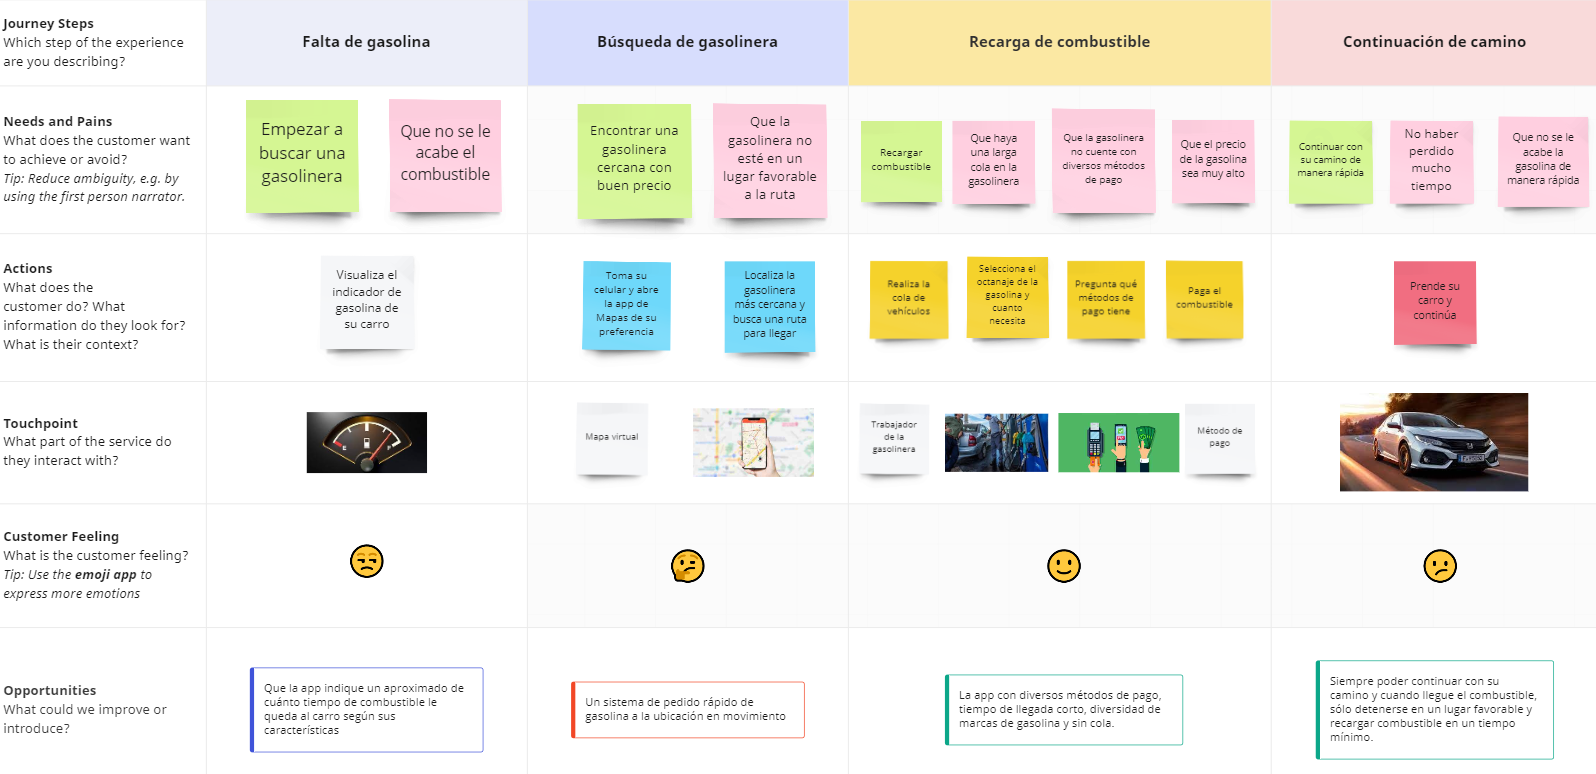 Journey Steps
Which step of the experience
are you describing?
Falta de gasolina
Búsqueda de gasolinera
Recarga de combustible
Continuación de camino
Needs and Pains
What does the customer want
to achieve or avoid?
Tip: Reduce ambiguity, e.g. by
using the first person narrator.
Empezar a
buscar una
gasolinera
Que no se le
acabe el
combustible
Encontrar una
gasolinera
cercana con
buen precio
Que la
gasolinera no
esté en un
lugar favorable
a la ruta
Recargar
combustible
Que haya
una larga
cola en la
gasolinera
Que la gasolinera
no cuente con
diversos métodos
de pago
Que el precio
de la gasolina
sea muy alto
Continuar con
su camino de
manera rápida
No haber
perdido
mucho
tiempo
Que no se le
acabe la
gasolina de
manera rápida
Actions
What does the
customer do? What
information do they look for?
What is their context?
Visualiza el
indicador de
gasolina de
su carro
Toma su
celular y abre
la app de
Mapas de su
preferencia
Localiza la
gasolinera
más cercana y
busca una ruta
para llegar
Realiza la
cola de
vehículos
Selecciona el
octanaje de la
gasolina y
cuanto
necesita
Pregunta qué
métodos de
pago tiene
Paga el
combustible
Prende su
carro y
continúa
Touchpoint
What part of the service do
they interact with?
E
F
Mapa virtual
Trabajador
de la
gasolinera
Método de
pago
Customer Feeling
What is the customer feeling?
Tip: Use the emoji app to
express more emotions
Opportunities
What could we improve or
introduce?
Que la app indique un aproximado de
cuánto tiempo de combustible le
queda al carro según sus
características
Un sistema de pedido rápido de
gasolina a la ubicación en movimiento
La app con diversos métodos de pago,
tiempo de llegada corto, diversidad de
marcas de gasolina y sin cola.
Siempre poder continuar con su
camino y cuando llegue el combustible,
sólo detenerse en un lugar favorable y
recargar combustible en un tiempo
mínimo.